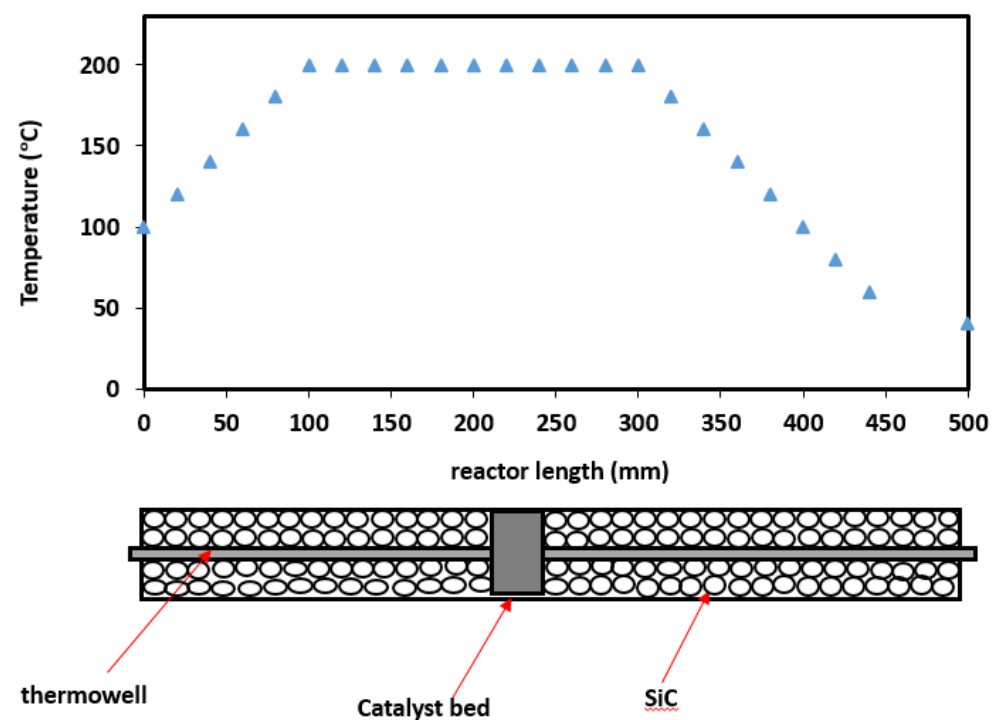 200
150
100
50
0
Temperature (°C)
0 50 100 150 200 250 300 350 400 450 500
reactor length (mm)
thermowell
Catalyst bed
SiC